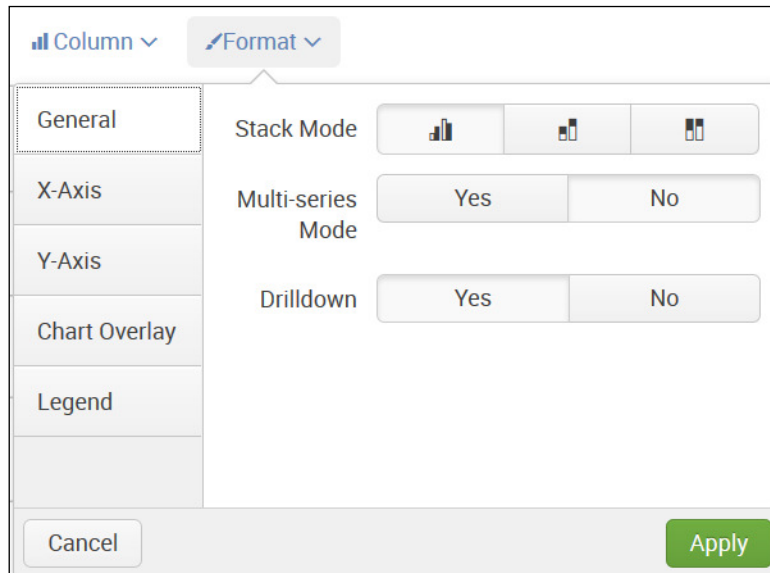 Column Format
General
Stack Mode
X-Axis
Multi-series
Mode
Yes No
Y-Axis
Drilldown Yes No
Chart Overlay
Legend
Cancel Apply